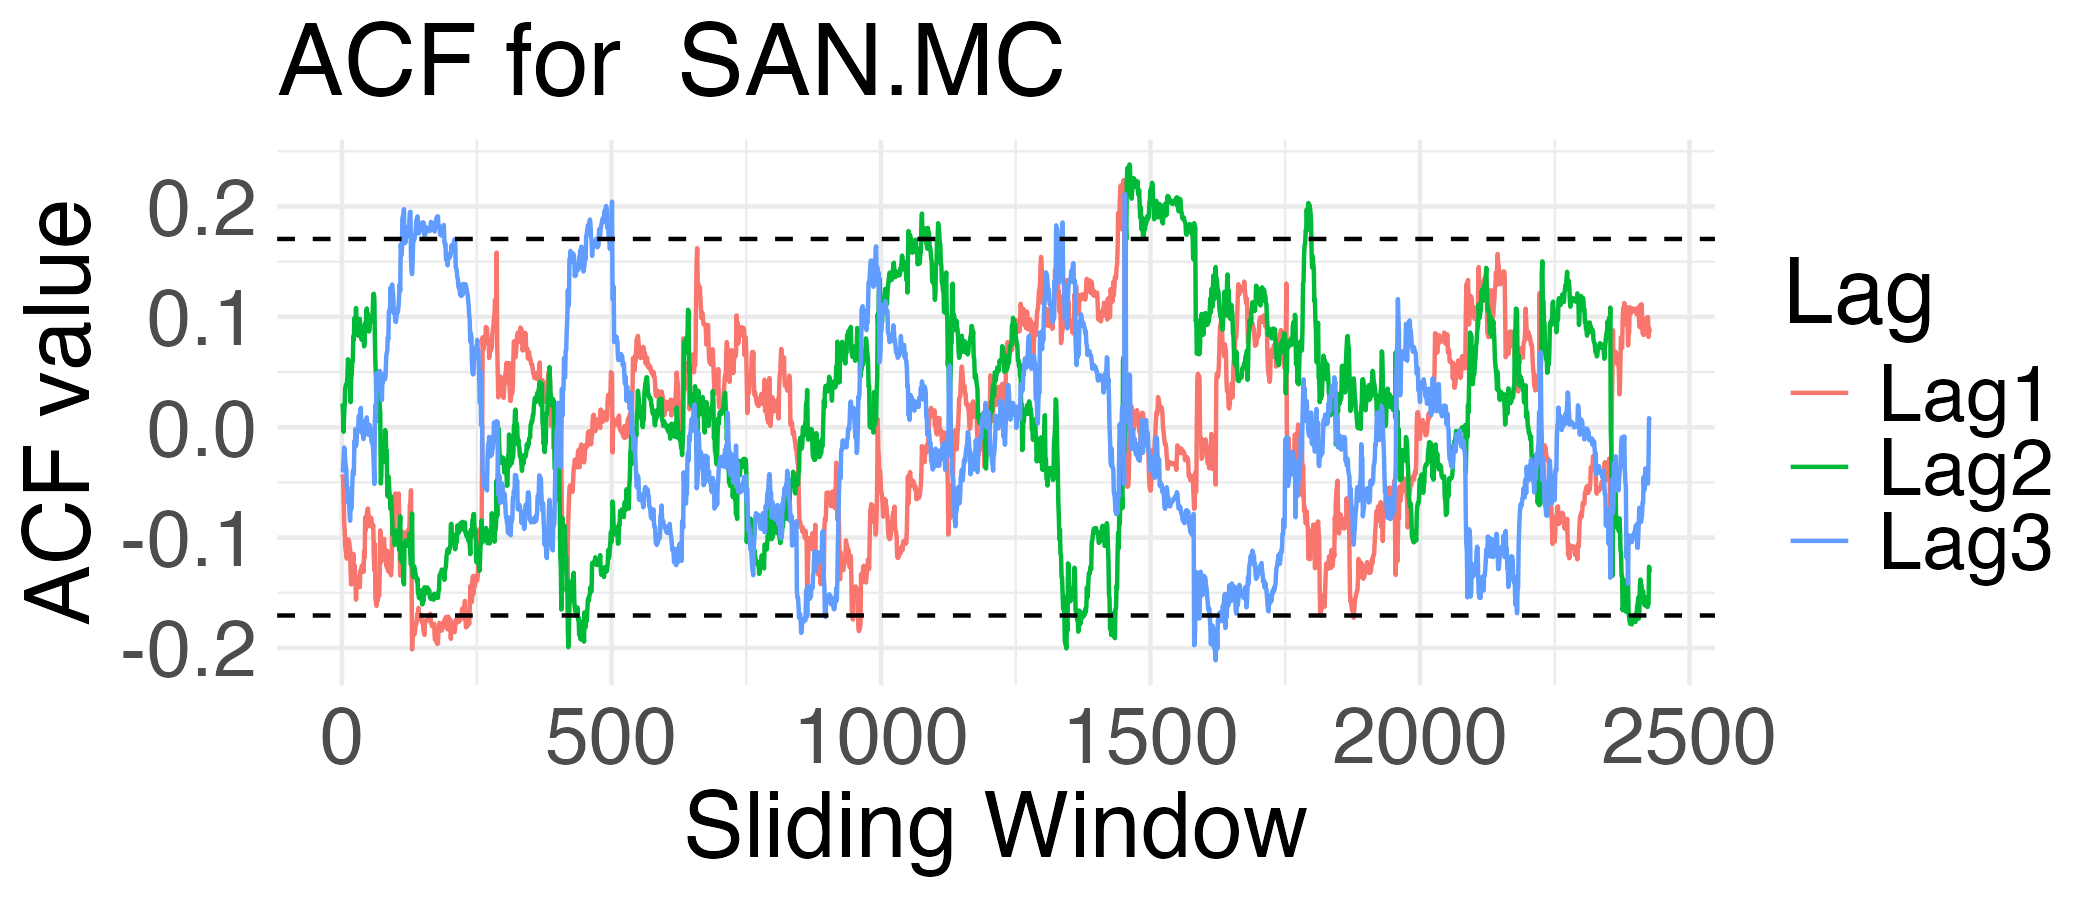 ACF for  SAN.MC
ACF value
0.2
0.1
0.0
-0.1
-0.2
0 500 1000 1500 2000 2500
Sliding Window
Lag
Lag1
Lag2
Lag3